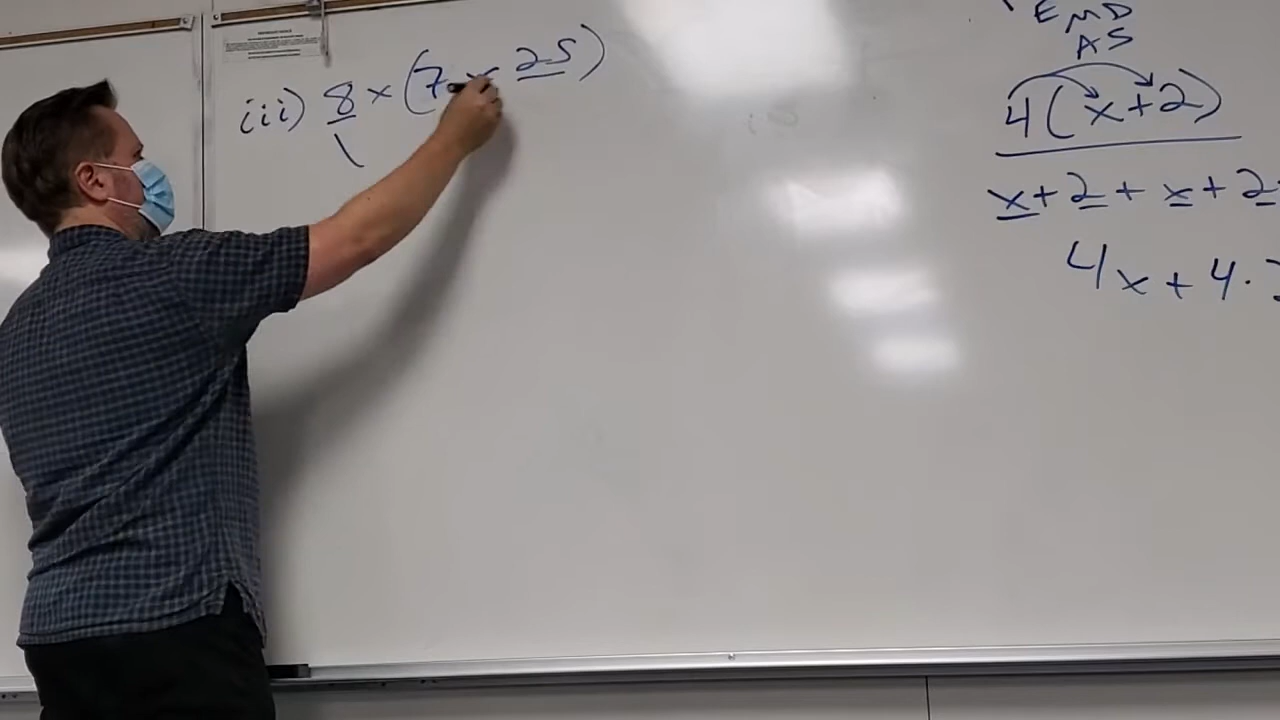 iii) 8 × (7 × 25)
EMD
AS
4(x+2)
x+2+x+2
4x+4·